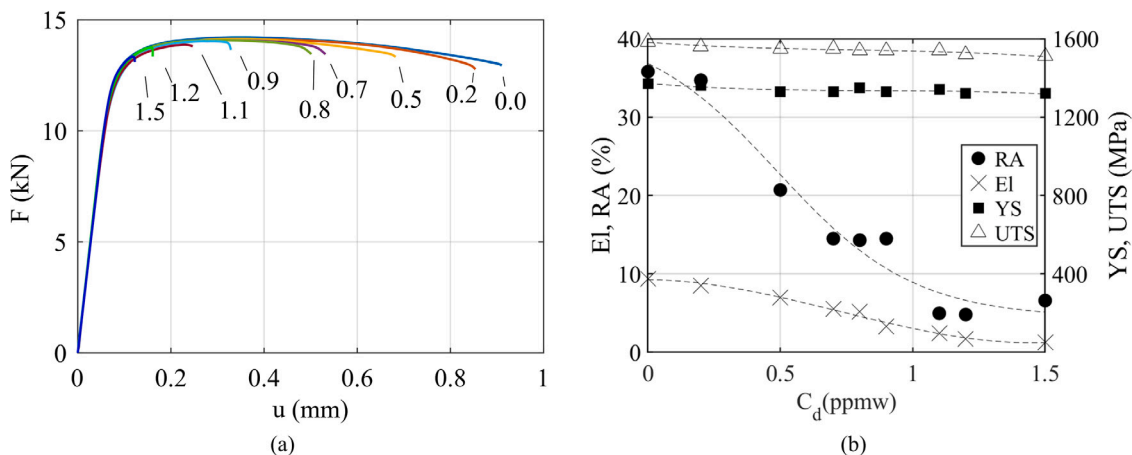 15
10
5
0
F (kN)
0
0.2
0.4
0.6
0.8
1
u (mm)
1.5
1.2
1.1
0.9
0.8
0.7
0.5
0.2
0.0
(a)
40
30
20
10
0
El, RA (%)
1600
1200
800
400
YS, UTS (MPa)
RA
El
YS
UTS
0
0.5
1
1.5
C_d(ppmw)
(b)